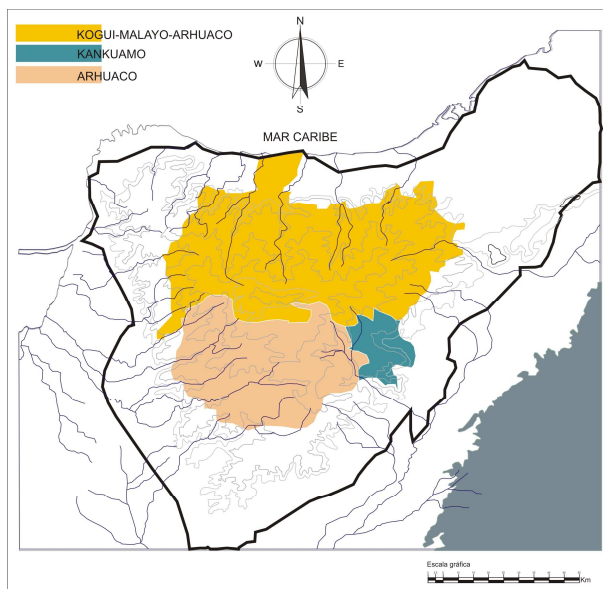 KOGUI-MALAYO-ARHUACO
KANKUAMO
ARHUACO
N
W
E
S
MAR CARIBE
Escala gráfica
Km